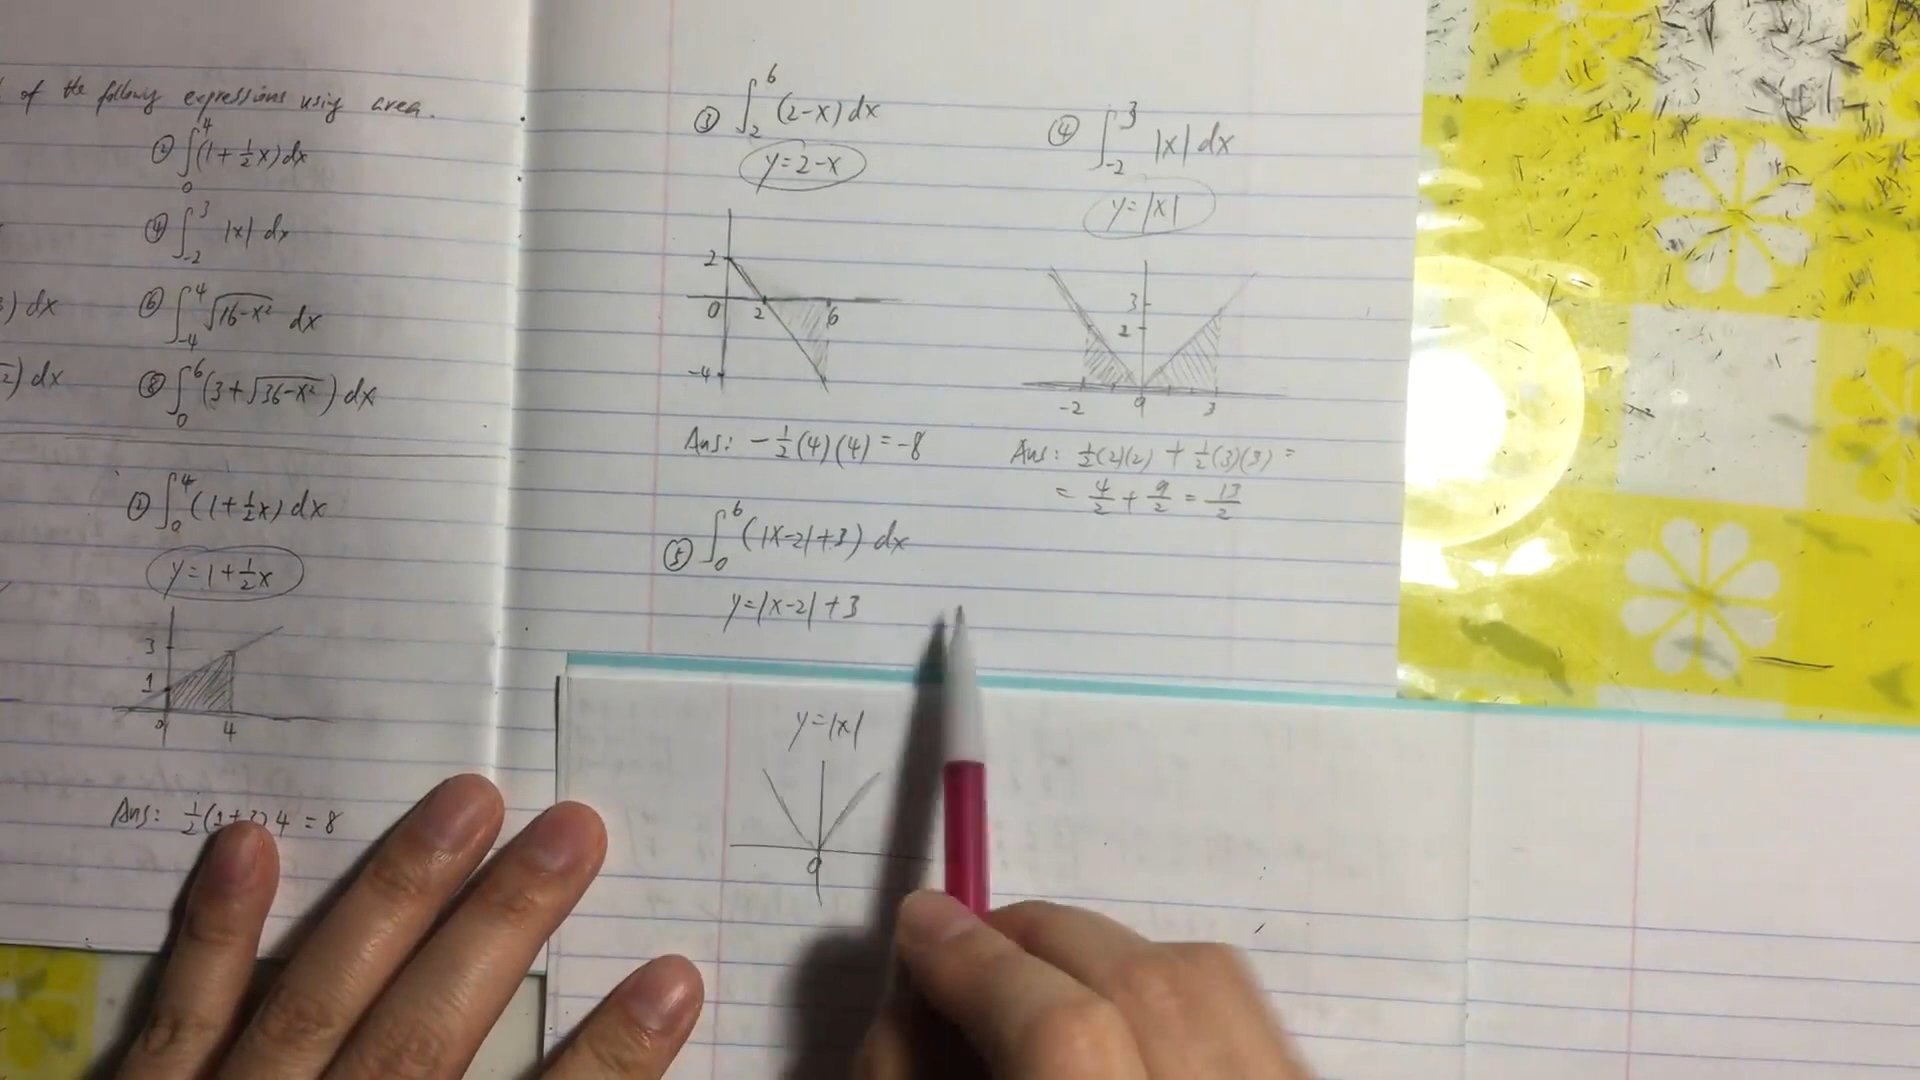 of the following expressions using area.
② ∫₀⁴(1+½x)dx
④ ∫₋₂³ |x| dx
) dx ⑥ ∫₋₄⁴ √(16-x²) dx
2) dx ⑧ ∫₀⁶ (3+√(36-x²)) dx
② ∫₀⁴ (1+½x) dx
y=1+½x
3
1
0 4
Ans: ½(1+3)4 = 8
③ ∫₂⁶ (2-x) dx
y=2-x
2
0 2 6
-4
Ans: -½(4)(4) = -8
④ ∫₋₂³ |x| dx
y=|x|
3
2
-2 0 3
Ans: ½(2)(2) + ½(3)(3) =
= 4/2 + 9/2 = 13/2
⑤ ∫₀⁶ (|x-2|+3) dx
y=|x-2|+3
y=|x|
0